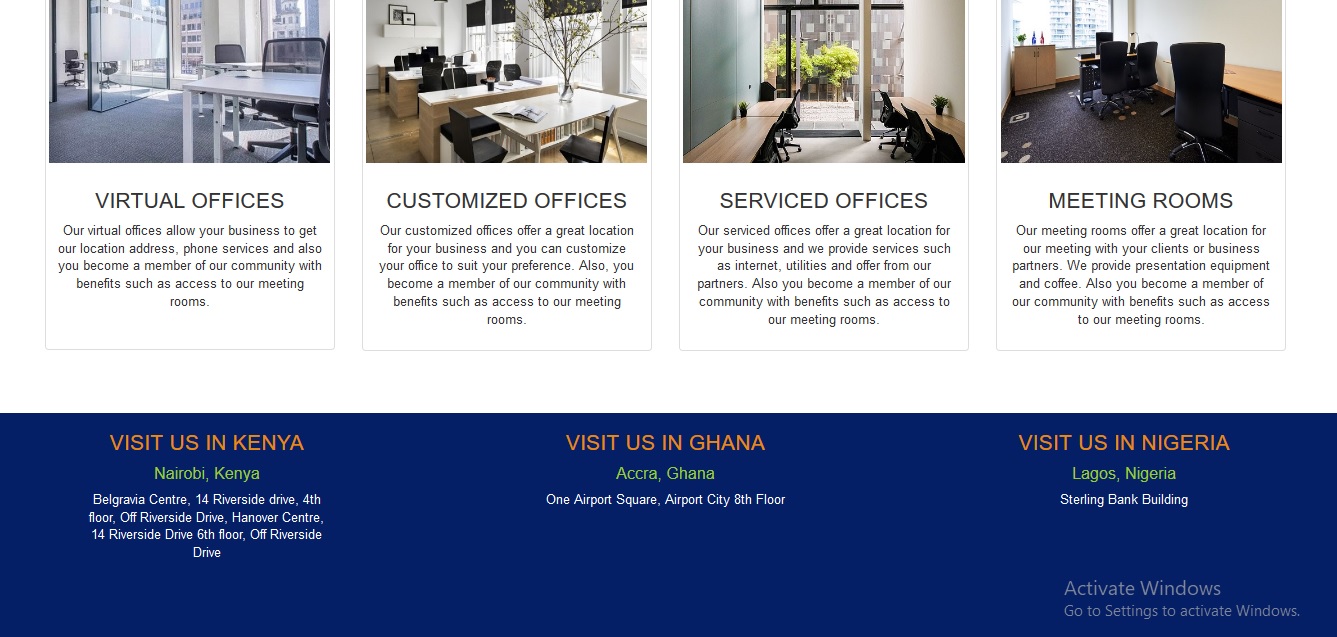 VIRTUAL OFFICES
Our virtual offices allow your business to get
our location address, phone services and also
you become a member of our community with
benefits such as access to our meeting
rooms.
CUSTOMIZED OFFICES
Our customized offices offer a great location
for your business and you can customize
your office to suit your preference. Also, you
become a member of our community with
benefits such as access to our meeting
rooms.
SERVICED OFFICES
Our serviced offices offer a great location for
your business and we provide services such
as internet, utilities and offer from our
partners. Also you become a member of our
community with benefits such as access to
our meeting rooms.
MEETING ROOMS
Our meeting rooms offer a great location for
our meeting with your clients or business
partners. We provide presentation equipment
and coffee. Also you become a member of
our community with benefits such as access
to our meeting rooms.
VISIT US IN KENYA
Nairobi, Kenya
Belgravia Centre, 14 Riverside drive, 4th
floor, Off Riverside Drive, Hanover Centre,
14 Riverside Drive 6th floor, Off Riverside
Drive
VISIT US IN GHANA
Accra, Ghana
One Airport Square, Airport City 8th Floor
VISIT US IN NIGERIA
Lagos, Nigeria
Sterling Bank Building
Activate Windows
Go to Settings to activate Windows.